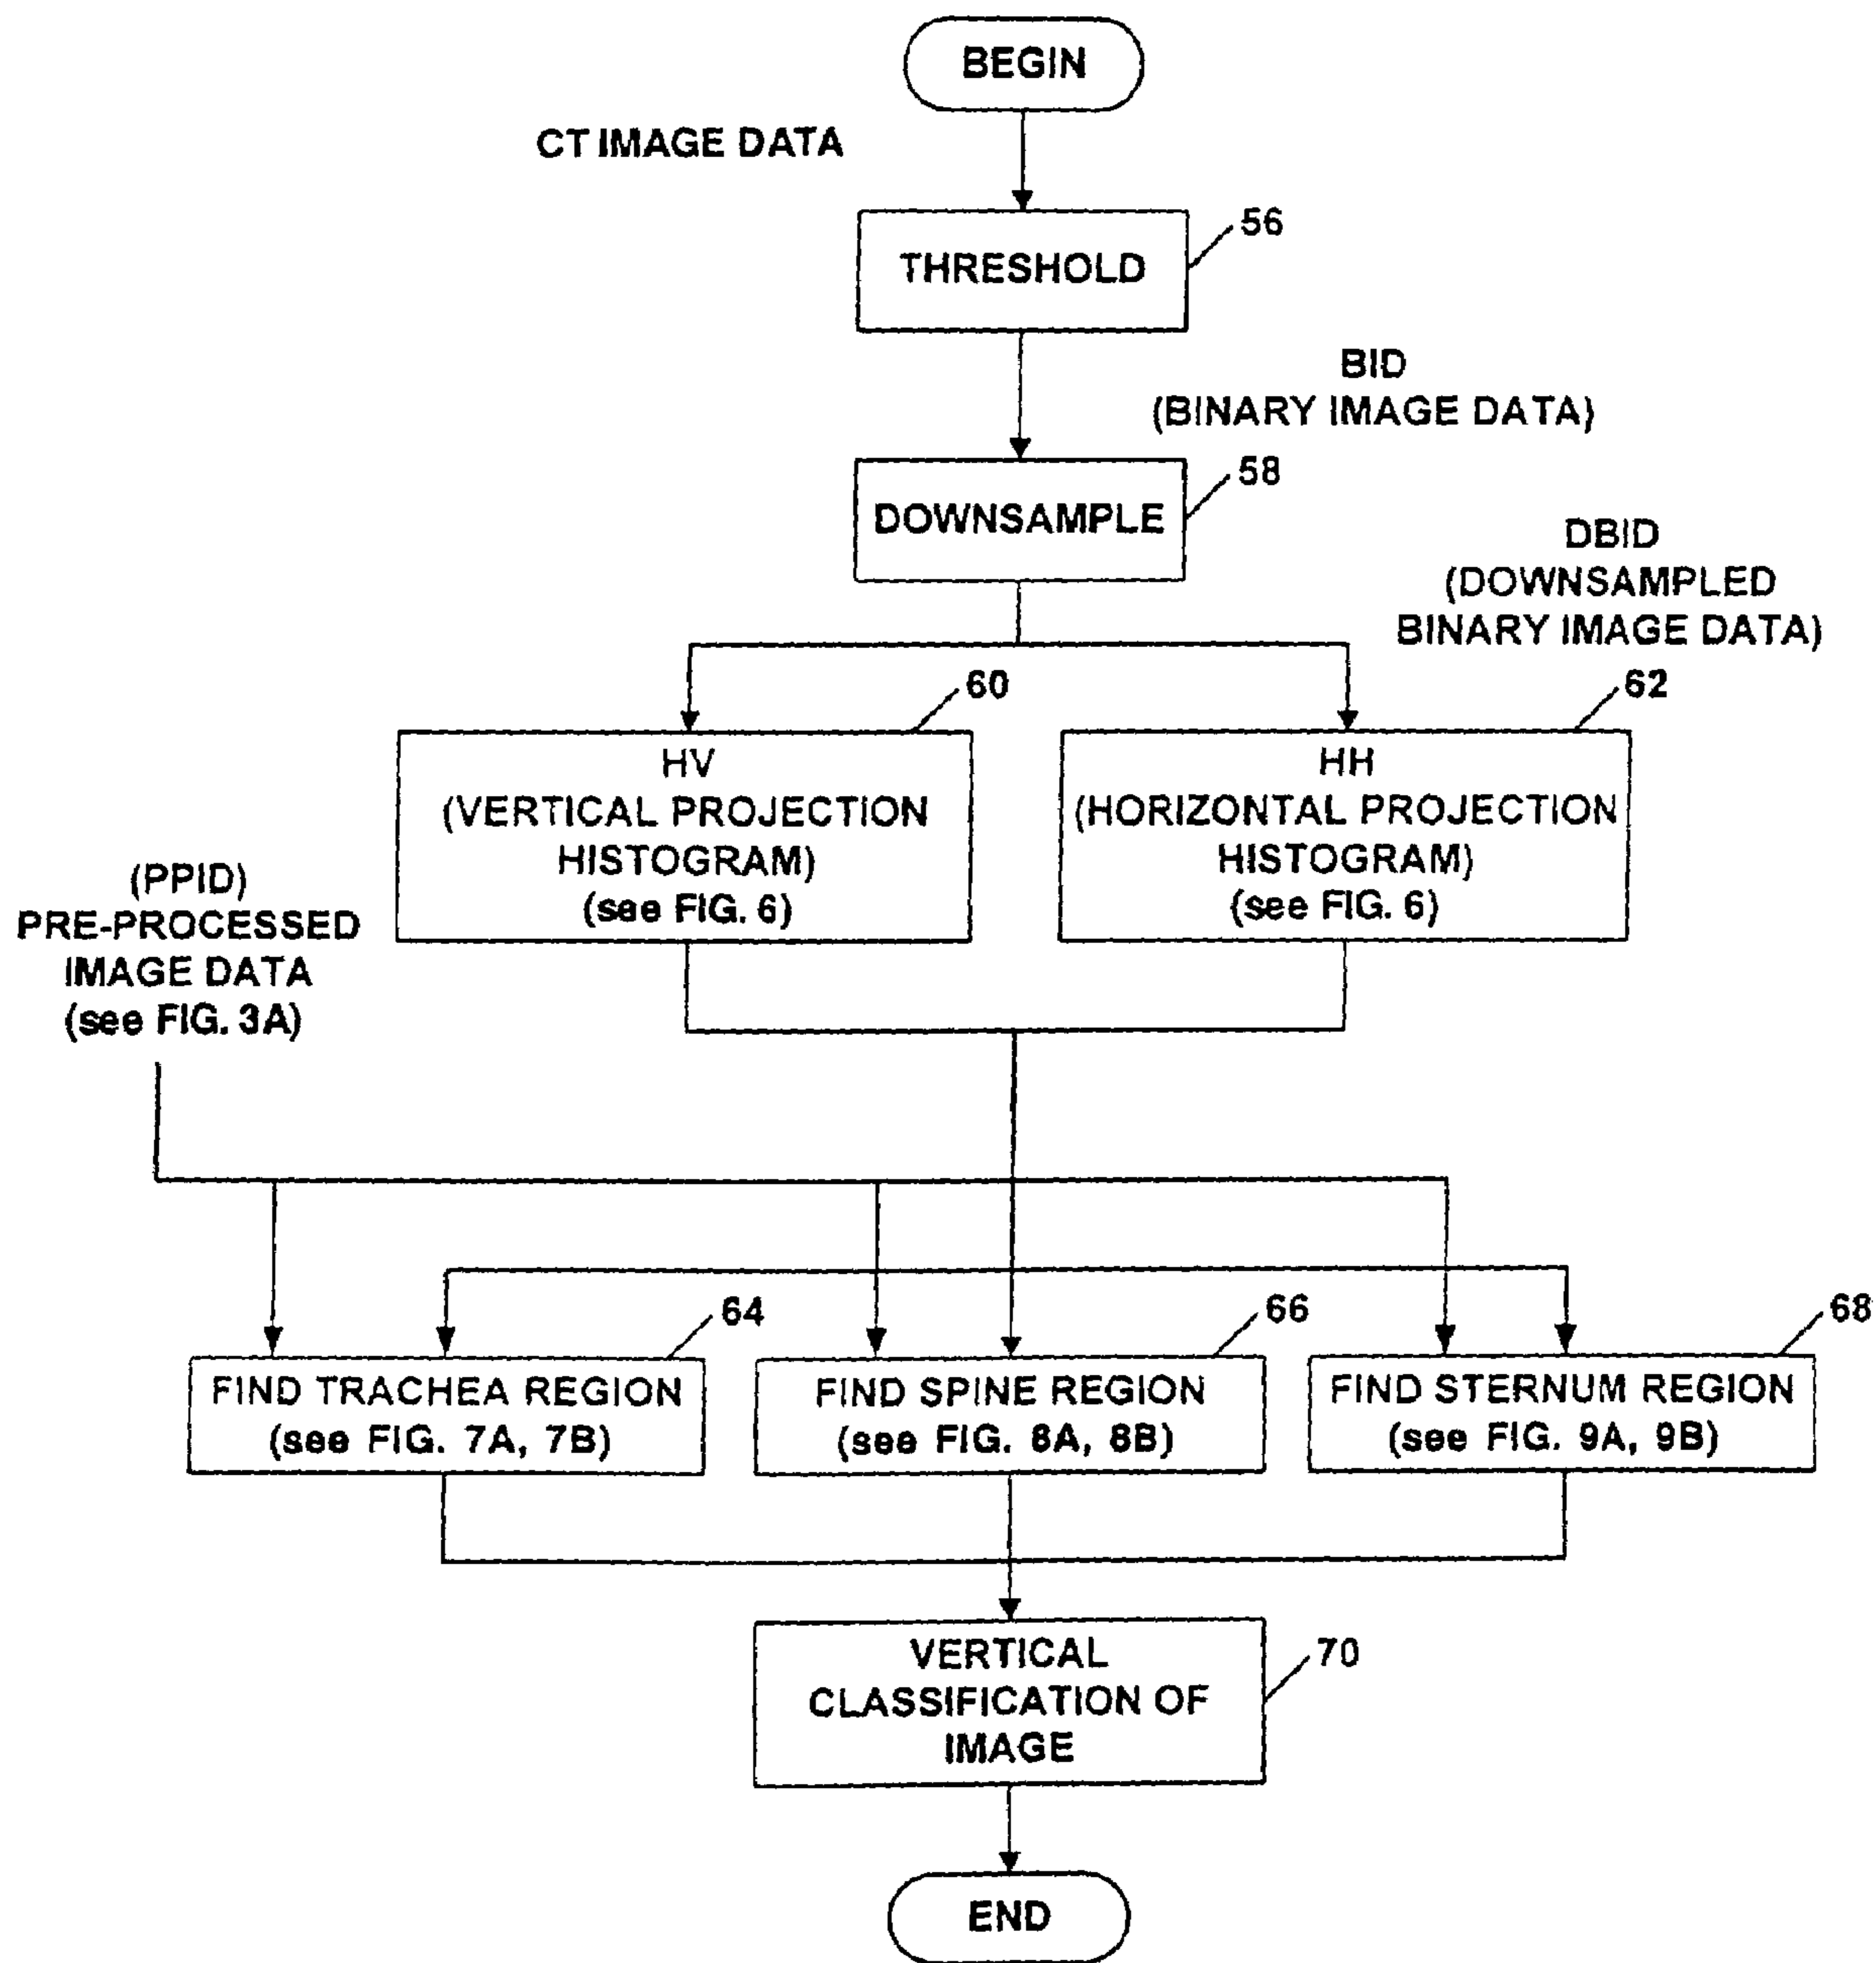 BEGIN
CT IMAGE DATA
56
THRESHOLD
BID
(BINARY IMAGE DATA)
58
DOWNSAMPLE
DBID
(DOWNSAMPLED
BINARY IMAGE DATA)
60
HV
(VERTICAL PROJECTION
HISTOGRAM)
(see FIG. 6)
62
HH
(HORIZONTAL PROJECTION
HISTOGRAM)
(see FIG. 6)
(PPID)
PRE-PROCESSED
IMAGE DATA
(see FIG. 3A)
64
FIND TRACHEA REGION
(see FIG. 7A, 7B)
66
FIND SPINE REGION
(see FIG. 8A, 8B)
68
FIND STERNUM REGION
(see FIG. 9A, 9B)
70
VERTICAL
CLASSIFICATION OF
IMAGE
END